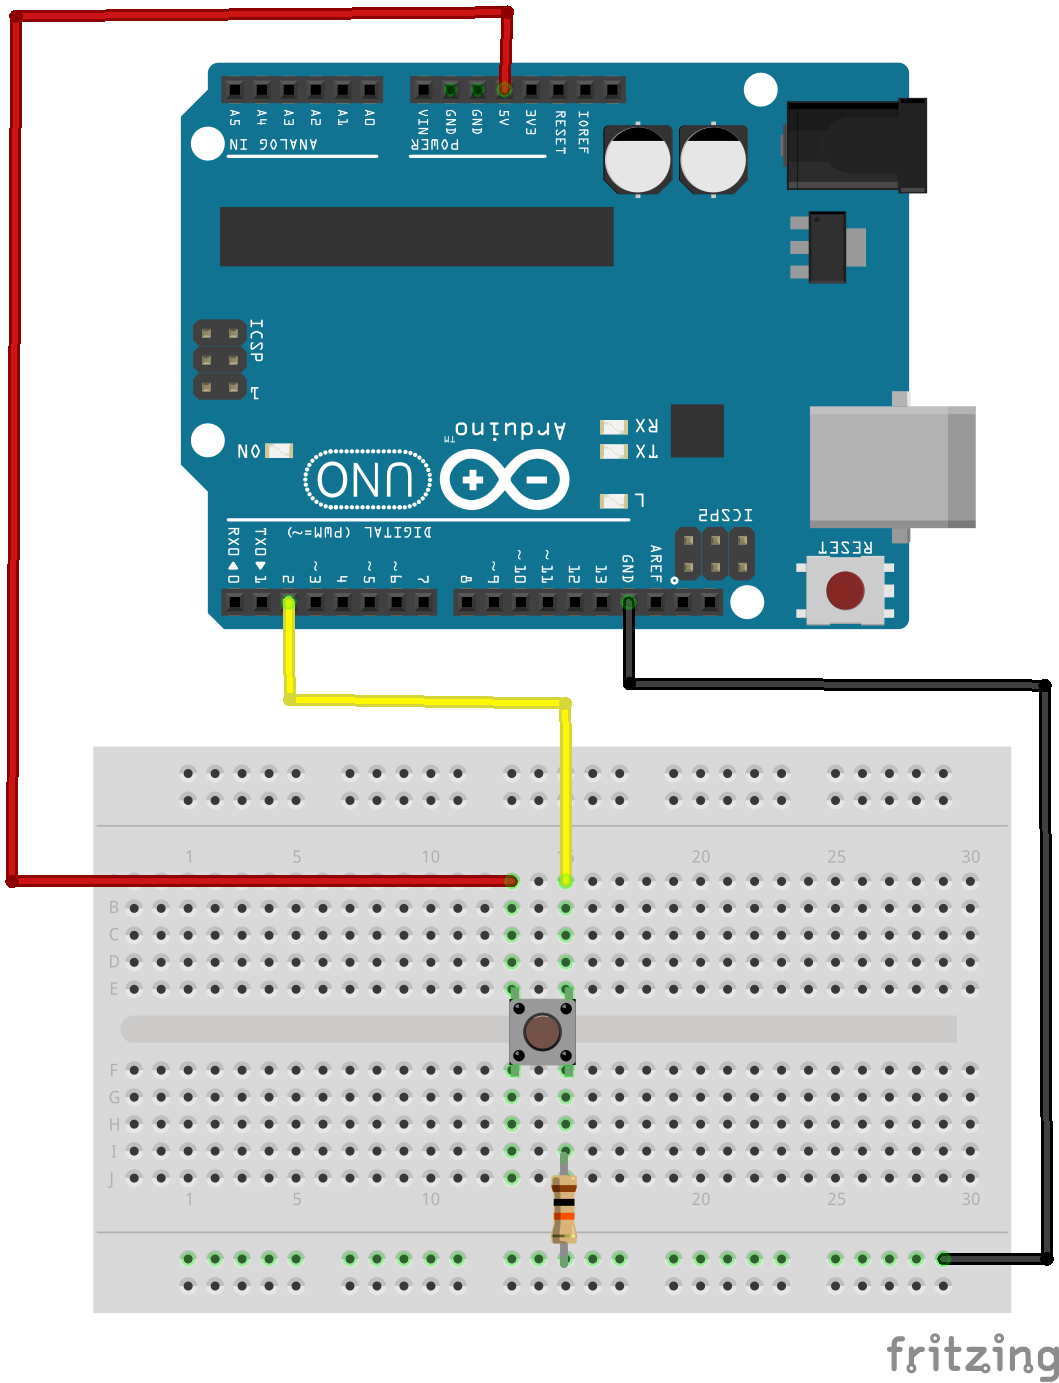 A5 A4 A3 A2 A1 A0 VIN GND GND 5V 3V3 RESET IOREF
ANALOG IN POWER
ICSP
1
Arduino™
RX
ON UNO TX
L
ICSP2
DIGITAL (PWM=~)
RX0 TX0 AREF RESET
0 1 2 ~3 4 ~5 ~6 7 8 ~9 ~10 ~11 12 13 GND
1 5 10 20 25 30
B
C
D
E
F
G
H
I
J
1 5 10 20 25 30
fritzing